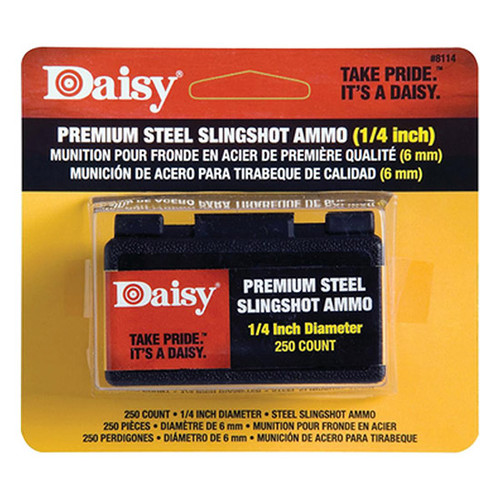 #8114
Daisy®
TAKE PRIDE.™
IT'S A DAISY.
PREMIUM STEEL SLINGSHOT AMMO (1/4 inch)
MUNITION POUR FRONDE EN ACIER DE PREMIÈRE QUALITÉ (6 mm)
MUNICIÓN DE ACERO PARA TIRABEQUE DE CALIDAD (6 mm)
Daisy®
TAKE PRIDE.™
IT'S A DAISY.
PREMIUM STEEL
SLINGSHOT AMMO
1/4 Inch Diameter
250 COUNT
250 COUNT • 1/4 INCH DIAMETER • STEEL SLINGSHOT AMMO
250 PIÈCES • DIAMÈTRE DE 6 mm • MUNITION POUR FRONDE EN ACIER
250 PERDIGONES • DIÁMETRO DE 6 mm • MUNICIÓN DE ACERO PARA TIRABEQUE